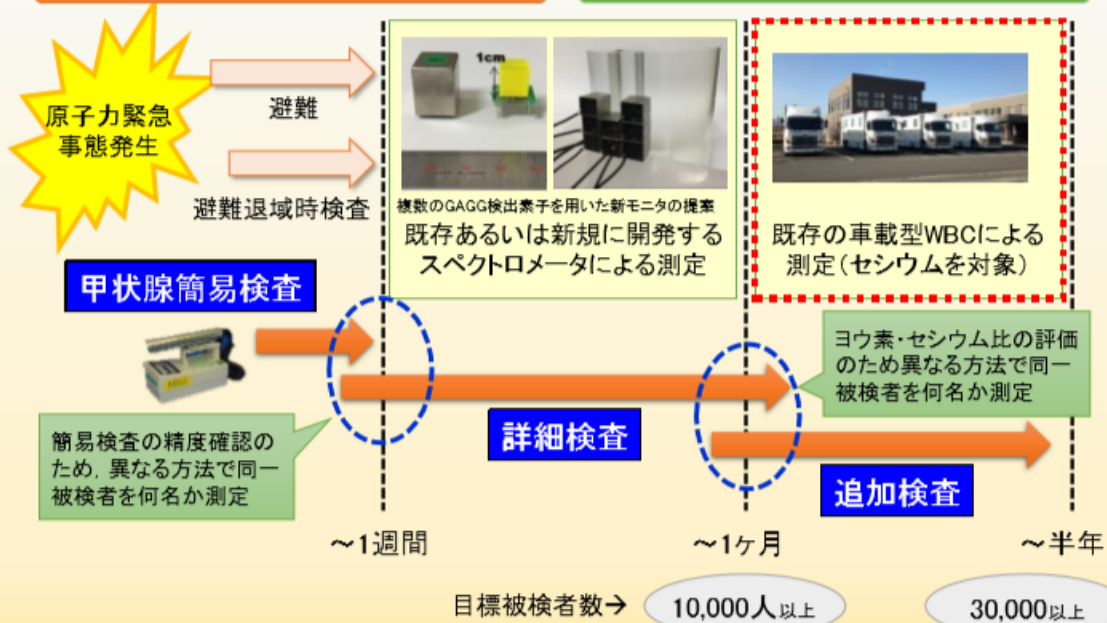 原子力緊急
事態発生
避難
避難退域時検査
1cm
複数のGAGG検出素子を用いた新モニタの提案
既存あるいは新規に開発する
スペクトロメータによる測定
既存の車載型WBCによる
測定(セシウムを対象)
甲状腺簡易検査
ヨウ素・セシウム比の評価
のため異なる方法で同一
被検者を何名か測定
簡易検査の精度確認の
ため,異なる方法で同一
被検者を何名か測定
詳細検査
追加検査
～1週間
～1ヶ月
～半年
目標被検者数→
10,000人以上
30,000以上